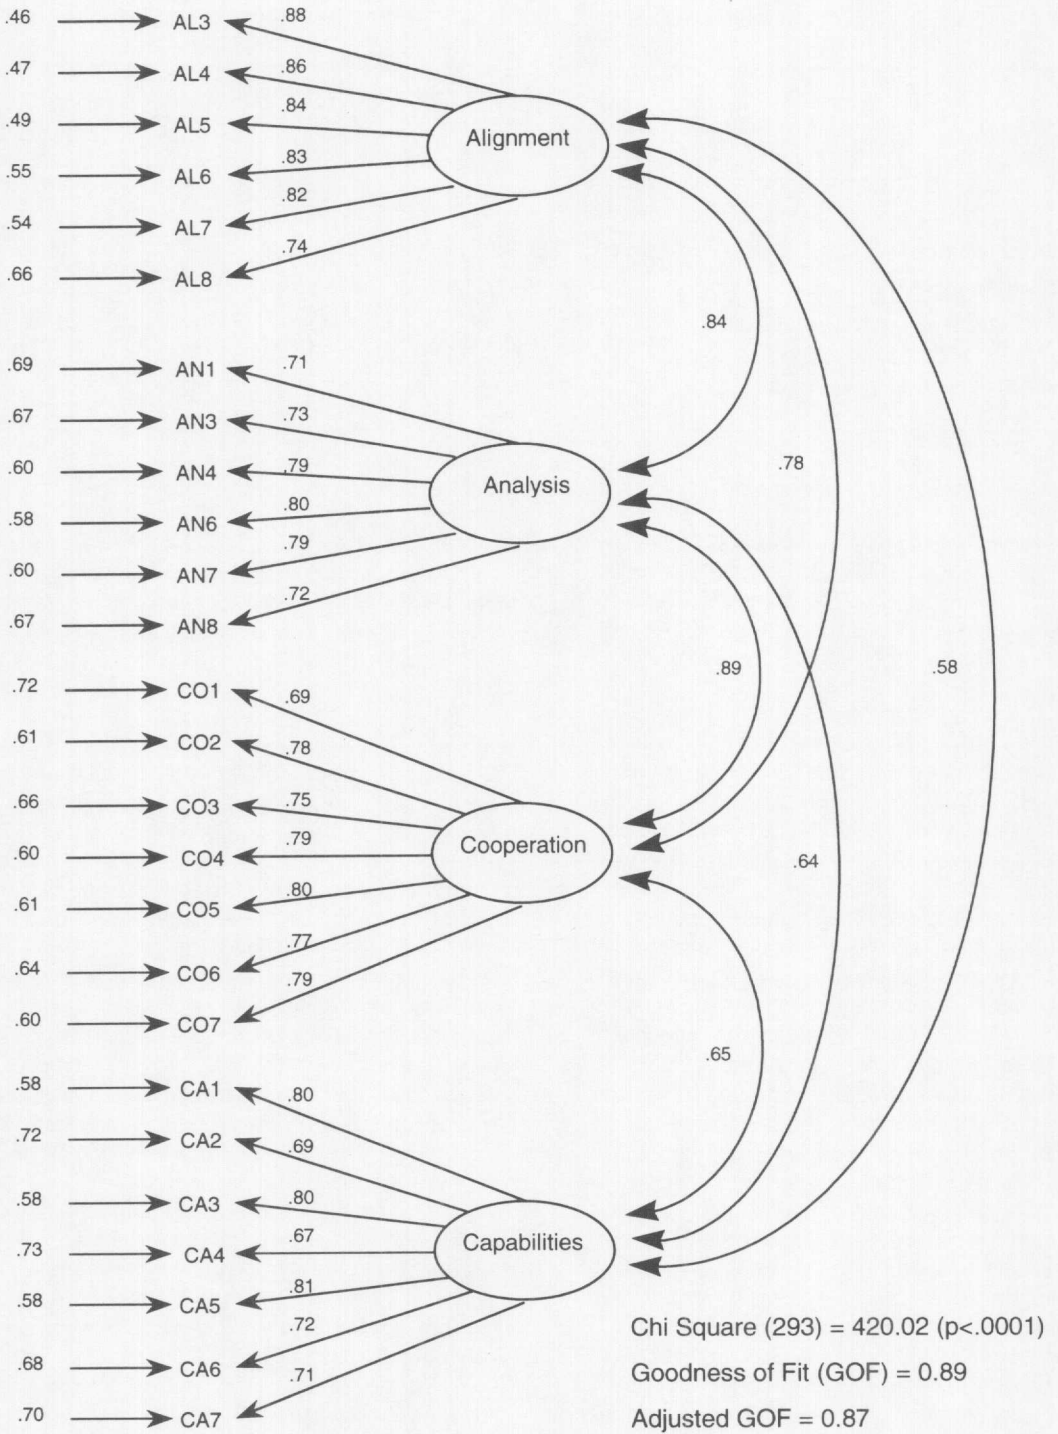 .46 AL3 .88
.47 AL4 .86
.49 AL5 .84
.55 AL6 .83
.54 AL7 .82
.66 AL8 .74
Alignment
.84
.69 AN1 .71
.67 AN3 .73
.60 AN4 .79
.58 AN6 .80
.60 AN7 .79
.67 AN8 .72
Analysis
.78
.89
.58
.72 CO1 .69
.61 CO2 .78
.66 CO3 .75
.60 CO4 .79
.61 CO5 .80
.64 CO6 .77
.60 CO7 .79
Cooperation
.64
.65
.58 CA1 .80
.72 CA2 .69
.58 CA3 .80
.73 CA4 .67
.58 CA5 .81
.68 CA6 .72
.70 CA7 .71
Capabilities
Chi Square (293) = 420.02 (p<.0001)
Goodness of Fit (GOF) = 0.89
Adjusted GOF = 0.87